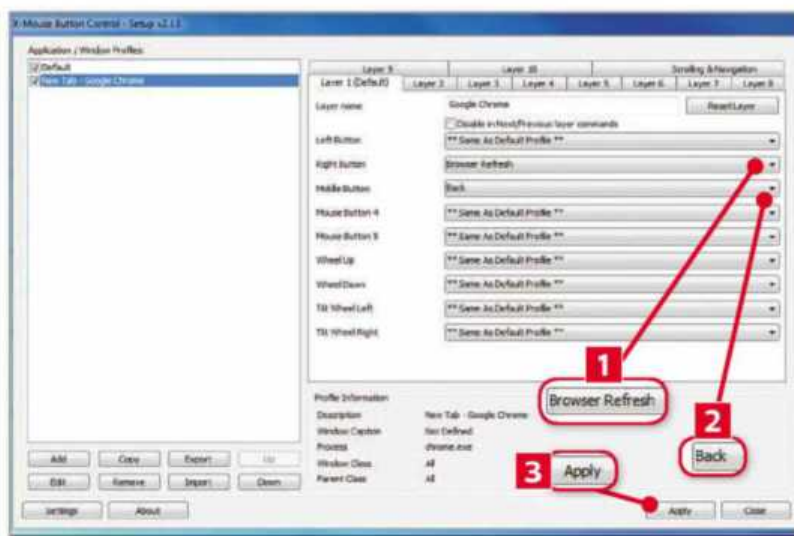 X-Mouse Button Control - Setup v2.13
Application / Window Profiles:
Default
New Tab - Google Chrome
Layer 9 Layer 10 Scrolling & Navigation
Layer 1 (Default) Layer 2 Layer 3 Layer 4 Layer 5 Layer 6 Layer 7 Layer 8
Layer name Google Chrome Reset Layer
Disable in Next/Previous layer commands
Left Button ** Same As Default Profile **
Right Button Browser Refresh
Middle Button Back
Mouse Button 4 ** Same As Default Profile **
Mouse Button 5 ** Same As Default Profile **
Wheel Up ** Same As Default Profile **
Wheel Down ** Same As Default Profile **
Tilt Wheel Left ** Same As Default Profile **
Tilt Wheel Right ** Same As Default Profile **
1
Browser Refresh
2
Back
3
Apply
Profile Information
Description New Tab - Google Chrome
Window Caption Not Defined
Process chrome.exe
Window Class All
Parent Class All
Add Copy Export Up
Edit Remove Import Down
Settings About Apply Close